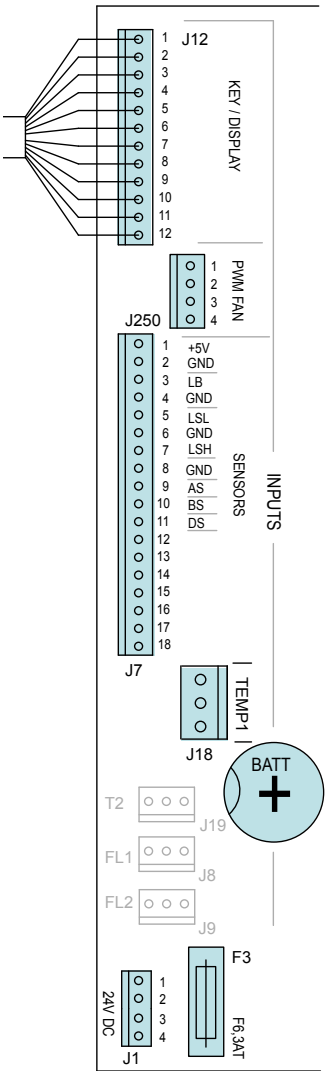 1 J12
2
3
4
5
6
7
8
9
10
11
12
KEY / DISPLAY
1
2
3
4
PWM FAN
J250
1 +5V
2 GND
3 LB
4 GND
5 LSL
6 GND
7 LSH
8 GND
9 AS
10 BS
11 DS
12
13
14
15
16
17
18
SENSORS
INPUTS
J7
TEMP1
J18
BATT
+
T2
J19
FL1
J8
FL2
J9
F3
F6,3AT
24V DC
1
2
3
4
J1